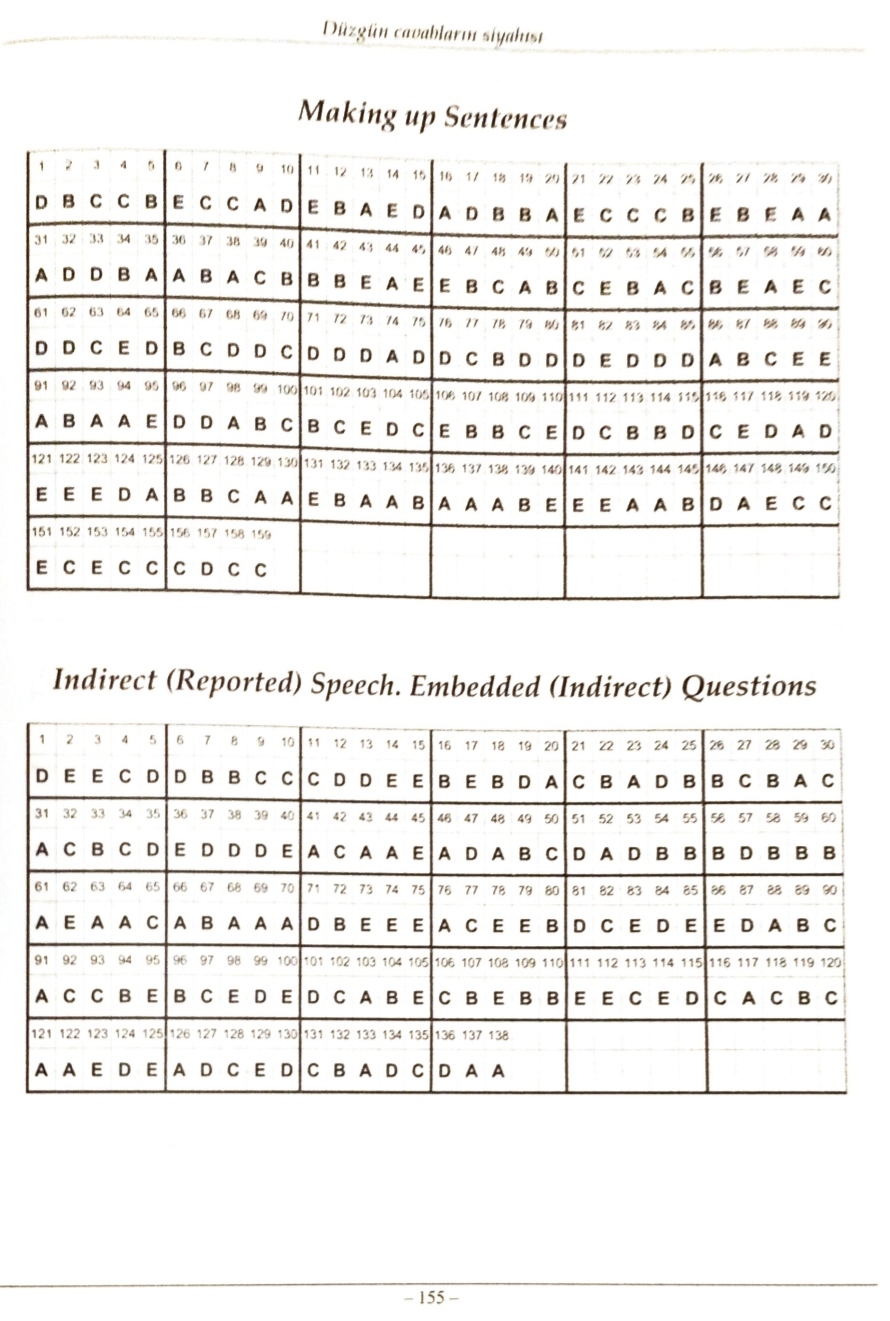 Düzgün cavabların siyahısı
Making up Sentences
1 2 3 4 5 6 7 8 9 10 11 12 13 14 15 16 17 18 19 20 21 22 23 24 25 26 27 28 29 30
D B C C B E C C A D E B A E D A D B B A E C C C B E B E A A
31 32 33 34 35 36 37 38 39 40 41 42 43 44 45 46 47 48 49 50 51 52 53 54 55 56 57 58 59 60
A D D B A A B A C B B B E A E E B C A B C E B A C B E A E C
61 62 63 64 65 66 67 68 69 70 71 72 73 74 75 76 77 78 79 80 81 82 83 84 85 86 87 88 89 90
D D C E D B C D D C D D D A D D C B D D D E D D D A B C E E
91 92 93 94 95 96 97 98 99 100 101 102 103 104 105 106 107 108 109 110 111 112 113 114 115 116 117 118 119 120
A B A A E D D A B C B C E D C E B B C E D C B B D C E D A D
121 122 123 124 125 126 127 128 129 130 131 132 133 134 135 136 137 138 139 140 141 142 143 144 145 146 147 148 149 150
E E E D A B B C A A E B A A B A A A B E E E A A B D A E C C
151 152 153 154 155 156 157 158 159
E C E C C C D C C
Indirect (Reported) Speech. Embedded (Indirect) Questions
1 2 3 4 5 6 7 8 9 10 11 12 13 14 15 16 17 18 19 20 21 22 23 24 25 26 27 28 29 30
D E E C D D B B C C C D D E E B E B D A C B A D B B C B A C
31 32 33 34 35 36 37 38 39 40 41 42 43 44 45 46 47 48 49 50 51 52 53 54 55 56 57 58 59 60
A C B C D E D D D E A C A A E A D A B C D A D B B B D B B B
61 62 63 64 65 66 67 68 69 70 71 72 73 74 75 76 77 78 79 80 81 82 83 84 85 86 87 88 89 90
A E A A C A B A A A D B E E E A C E E B D C E D E E D A B C
91 92 93 94 95 96 97 98 99 100 101 102 103 104 105 106 107 108 109 110 111 112 113 114 115 116 117 118 119 120
A C C B E B C E D E D C A B E C B E B B E E C E D C A C B C
121 122 123 124 125 126 127 128 129 130 131 132 133 134 135 136 137 138
A A E D E A D C E D C B A D C D A A
– 155 –